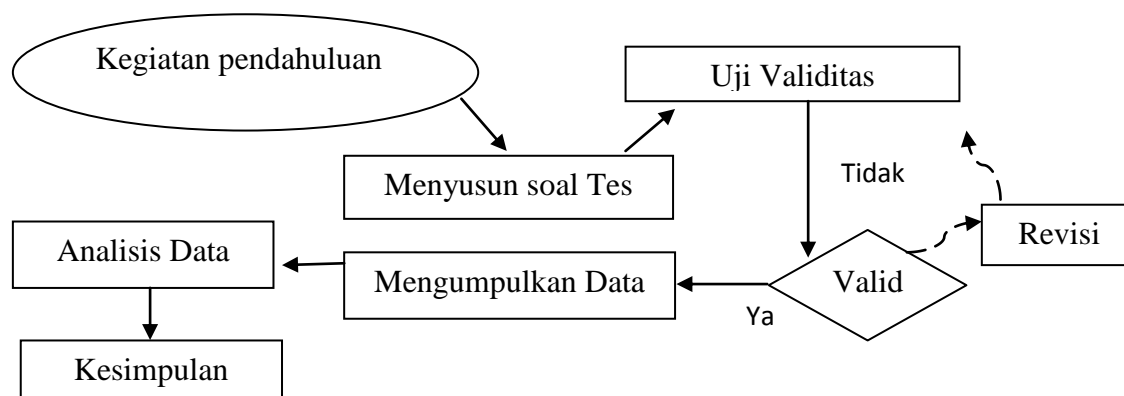 Kegiatan pendahuluan
Uji Validitas
Menyusun soal Tes
Tidak
Revisi
Valid
Ya
Mengumpulkan Data
Analisis Data
Kesimpulan